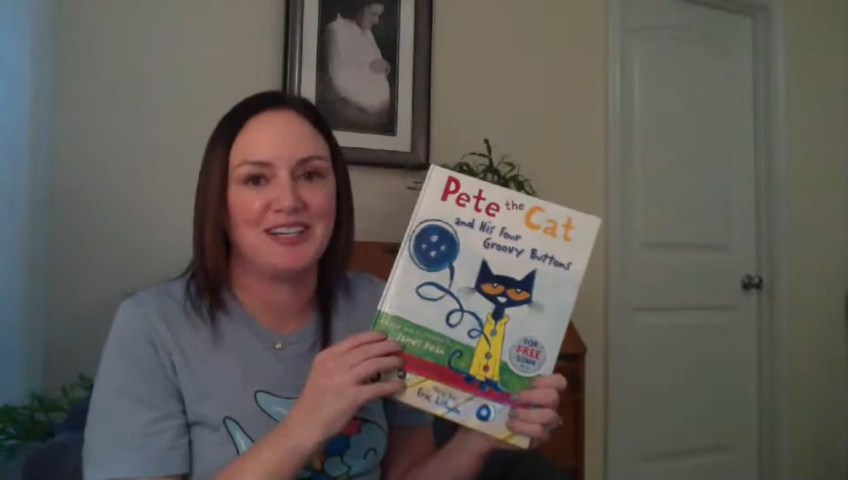 Pete the Cat
and His Four
Groovy Buttons
James Dean
FOR
FREE
SONG
Eric Litwin